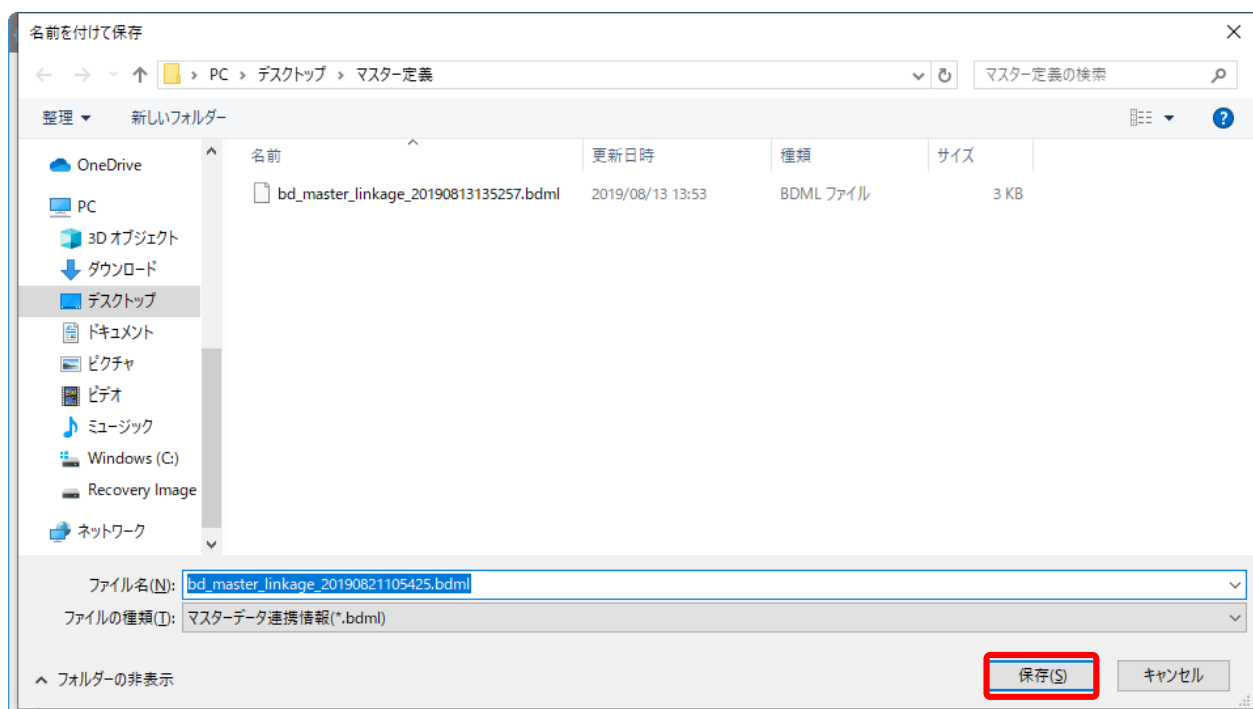 名前を付けて保存
PC › デスクトップ › マスター定義
マスター定義の検索
整理
新しいフォルダー
OneDrive
PC
3D オブジェクト
ダウンロード
デスクトップ
ドキュメント
ピクチャ
ビデオ
ミュージック
Windows (C:)
Recovery Image
ネットワーク
名前 更新日時 種類 サイズ
bd_master_linkage_20190813135257.bdml 2019/08/13 13:53 BDML ファイル 3 KB
ファイル名(N): bd_master_linkage_20190821105425.bdml
ファイルの種類(T): マスターデータ連携情報(*.bdml)
フォルダーの非表示
保存(S)
キャンセル